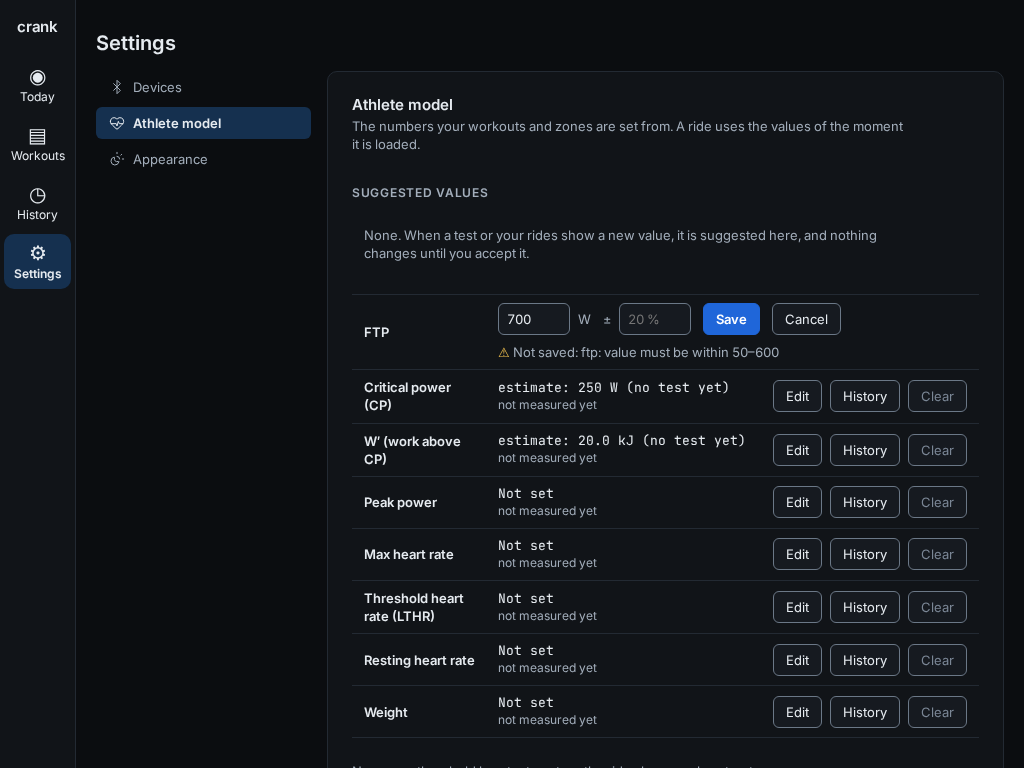 crank
Today
Workouts
History
Settings
Settings
Devices
Athlete model
Appearance
Athlete model
The numbers your workouts and zones are set from. A ride uses the values of the moment
it is loaded.
SUGGESTED VALUES
None. When a test or your rides show a new value, it is suggested here, and nothing
changes until you accept it.
FTP
700 W ± 20 % Save Cancel
⚠ Not saved: ftp: value must be within 50–600
Critical power
(CP)
estimate: 250 W (no test yet)
not measured yet
Edit History Clear
W′ (work above
CP)
estimate: 20.0 kJ (no test yet)
not measured yet
Edit History Clear
Peak power
Not set
not measured yet
Edit History Clear
Max heart rate
Not set
not measured yet
Edit History Clear
Threshold heart
rate (LTHR)
Not set
not measured yet
Edit History Clear
Resting heart rate
Not set
not measured yet
Edit History Clear
Weight
Not set
not measured yet
Edit History Clear